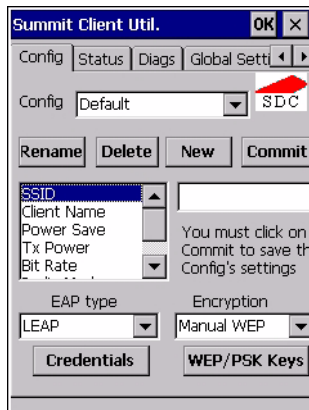 Summit Client Util. OK ×
Config Status Diags Global Setti
Config Default SDC
Rename Delete New Commit
SSID
Client Name
Power Save
Tx Power
Bit Rate
You must click on
Commit to save th
Config's settings
EAP type Encryption
LEAP Manual WEP
Credentials WEP/PSK Keys